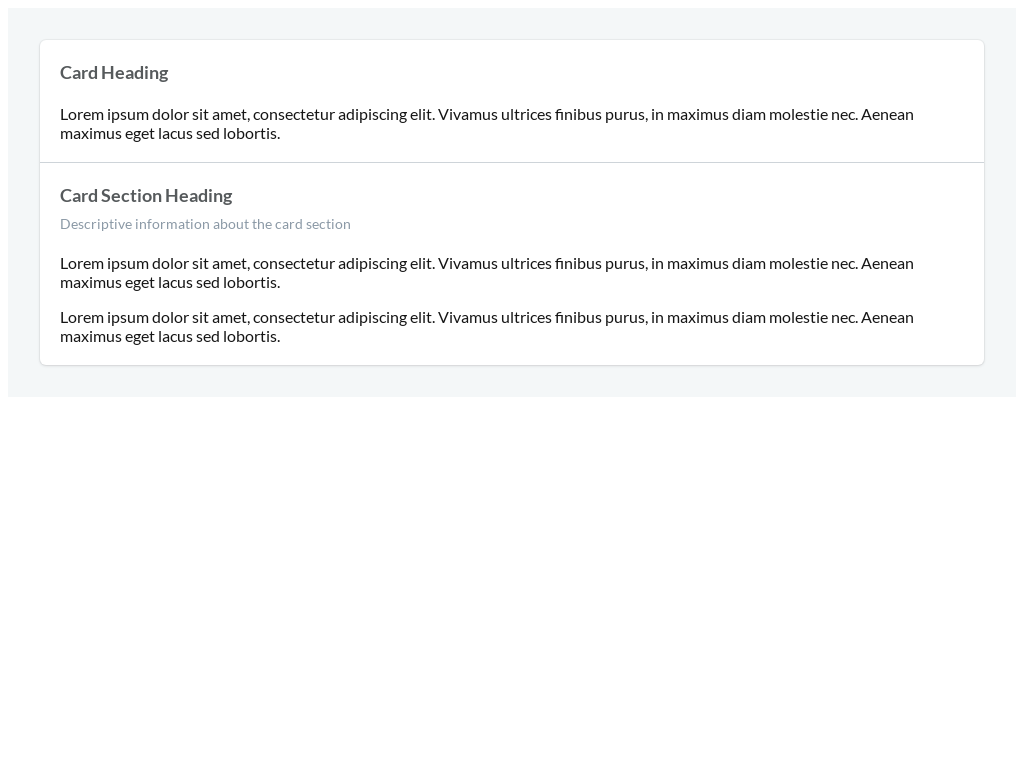 Card Heading
Lorem ipsum dolor sit amet, consectetur adipiscing elit. Vivamus ultrices finibus purus, in maximus diam molestie nec. Aenean
maximus eget lacus sed lobortis.
Card Section Heading
Descriptive information about the card section
Lorem ipsum dolor sit amet, consectetur adipiscing elit. Vivamus ultrices finibus purus, in maximus diam molestie nec. Aenean
maximus eget lacus sed lobortis.
Lorem ipsum dolor sit amet, consectetur adipiscing elit. Vivamus ultrices finibus purus, in maximus diam molestie nec. Aenean
maximus eget lacus sed lobortis.